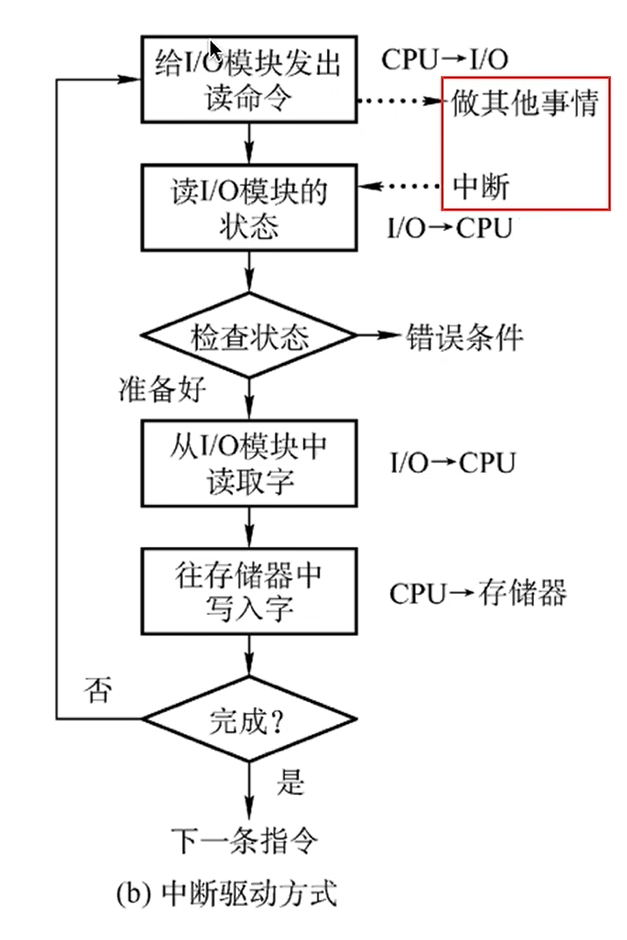 给I/O模块发出
读命令
CPU→I/O
做其他事情
读I/O模块的
状态
中断
I/O→CPU
检查状态
错误条件
准备好
从I/O模块中
读取字
I/O→CPU
往存储器中
写入字
CPU→存储器
否
完成?
是
下一条指令
(b) 中断驱动方式